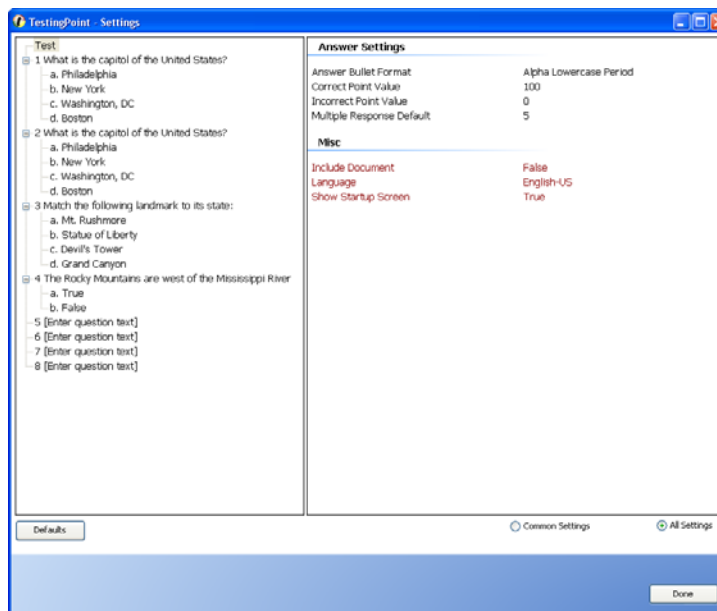 TestingPoint - Settings
Test
1 What is the capitol of the United States?
a. Philadelphia
b. New York
c. Washington, DC
d. Boston
2 What is the capitol of the United States?
a. Philadelphia
b. New York
c. Washington, DC
d. Boston
3 Match the following landmark to its state:
a. Mt. Rushmore
b. Statue of Liberty
c. Devil's Tower
d. Grand Canyon
4 The Rocky Mountains are west of the Mississippi River
a. True
b. False
5 [Enter question text]
6 [Enter question text]
7 [Enter question text]
8 [Enter question text]
Answer Settings
Answer Bullet Format Alpha Lowercase Period
Correct Point Value 100
Incorrect Point Value 0
Multiple Response Default 5
Misc
Include Document False
Language English-US
Show Startup Screen True
Defaults
Common Settings
All Settings
Done